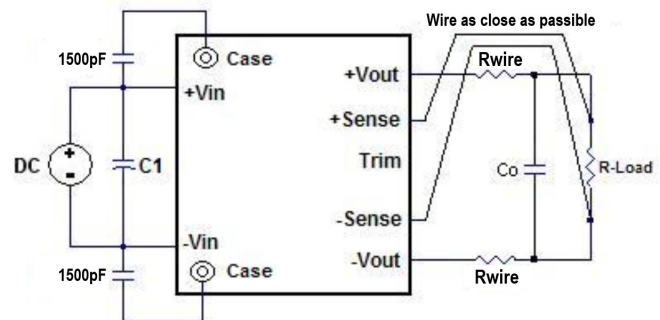 Wire as close as passible
1500pF
Case
+Vout
Rwire
+Vin
+Sense
DC
C1
Trim
Co
R-Load
-Sense
-Vin
-Vout
1500pF
Case
Rwire